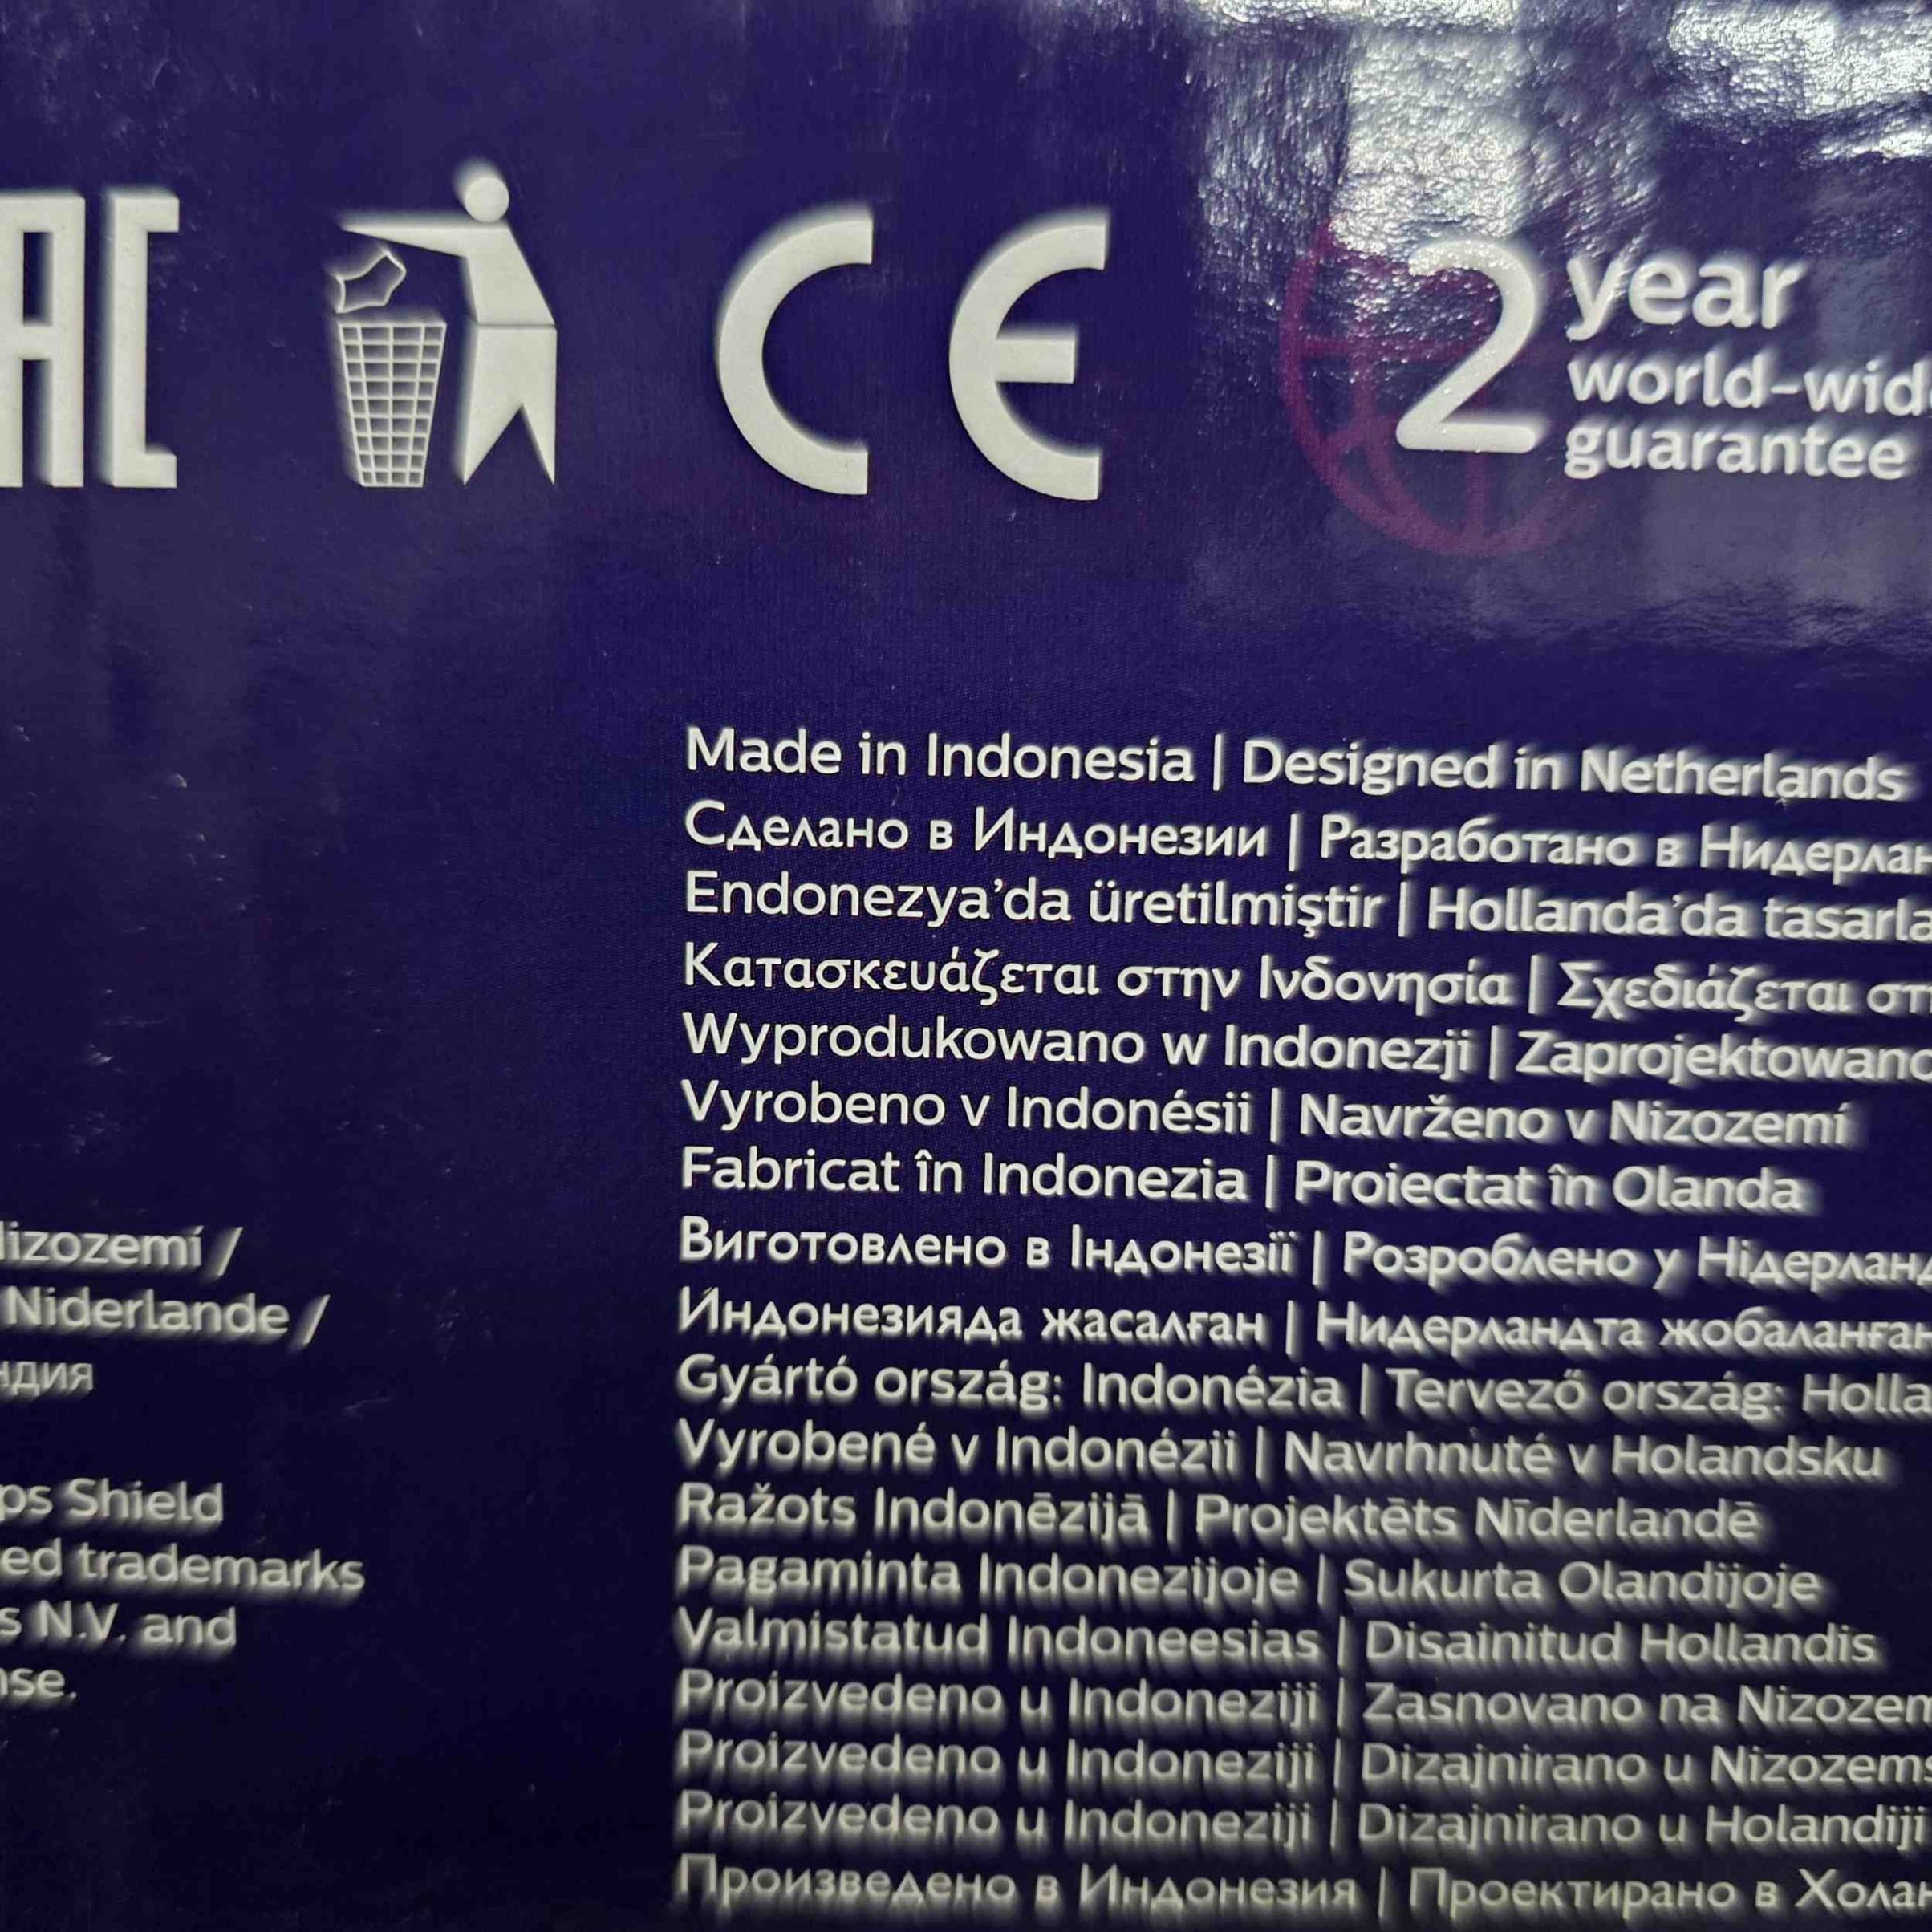 EAC
CE
2 year
world-wid
guarantee
Made in Indonesia | Designed in Netherlands
Сделано в Индонезии | Разработано в Нидерлан
Endonezya'da üretilmiştir | Hollanda'da tasarla
Κατασκευάζεται στην Ινδονησία | Σχεδιάζεται στ
Wyprodukowano w Indonezji | Zaprojektowano
Vyrobeno v Indonésii | Navrženo v Nizozemí
Fabricat în Indonezia | Proiectat în Olanda
Виготовлено в Індонезії | Розроблено у Нідерланд
Индонезияда жасалған | Нидерландта жобаланған
Gyártó ország: Indonézia | Tervező ország: Holla
Vyrobené v Indonézii | Navrhnuté v Holandsku
Ražots Indonēzijā | Projektēts Nīderlandē
Pagaminta Indonezijoje | Sukurta Olandijoje
Valmistatud Indoneesias | Disainitud Hollandis
Proizvedeno u Indoneziji | Zasnovano na Nizozem
Proizvedeno u Indoneziji | Dizajnirano u Nizozems
Proizvedeno u Indoneziji | Dizajnirano u Holandiji
Произведено в Индонезия | Проектирано в Холан
lizozemí /
Niderlande /
ндия
ps Shield
ed trademarks
s N.V. and
nse.